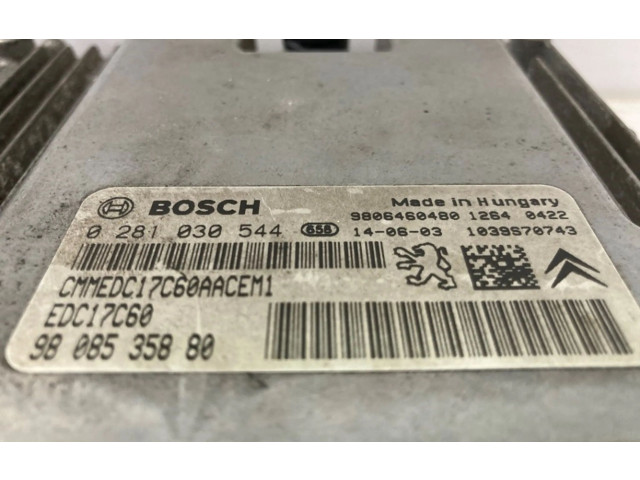 BOSCH
Made in Hungary
9806460480 1264 0422
0 281 030 544 656 14-06-03 1039S70743
CMMEDC17C60AACEM1
EDC17C60
98 085 358 80